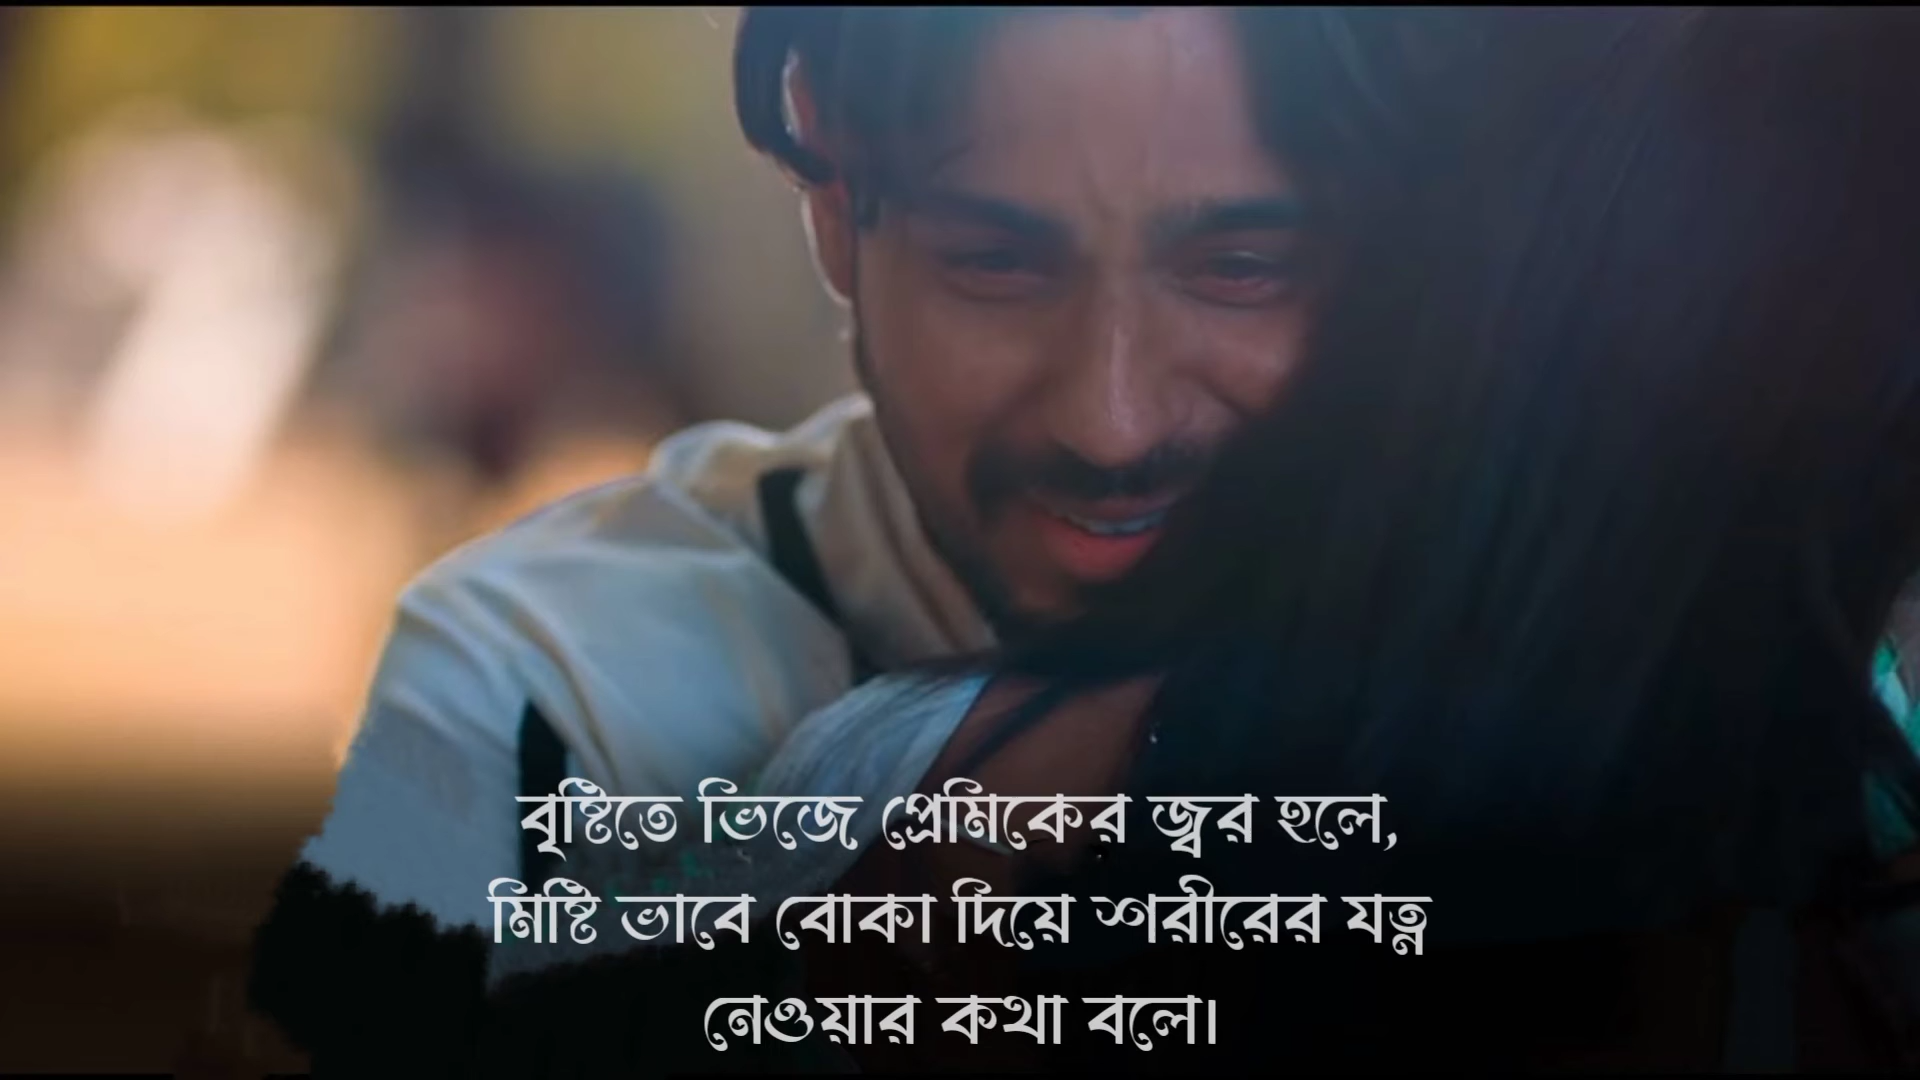 বৃষ্টিতে ভিজে প্রেমিকের জ্বর হলে,
মিষ্টি ভাবে বোকা দিয়ে শরীরের যত্ন
নেওয়ার কথা বলে।